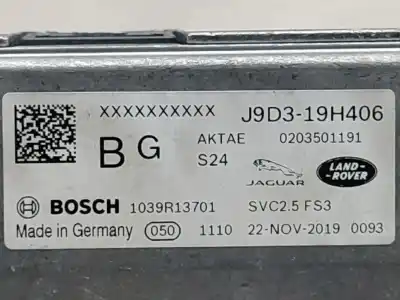 XXXXXXXXXX J9D3-19H406
B G AKTAE 0203501191
S24 JAGUAR LAND-ROVER
BOSCH 1039R13701 SVC2.5 FS3
Made in Germany 050 1110 22-NOV-2019 0093